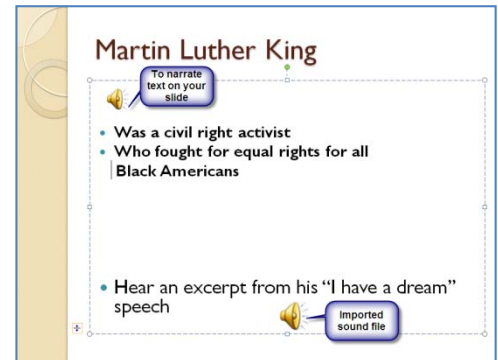 Martin Luther King
To narrate
text on your
slide
• Was a civil right activist
• Who fought for equal rights for all
Black Americans
• Hear an excerpt from his “I have a dream”
speech
Imported
sound file